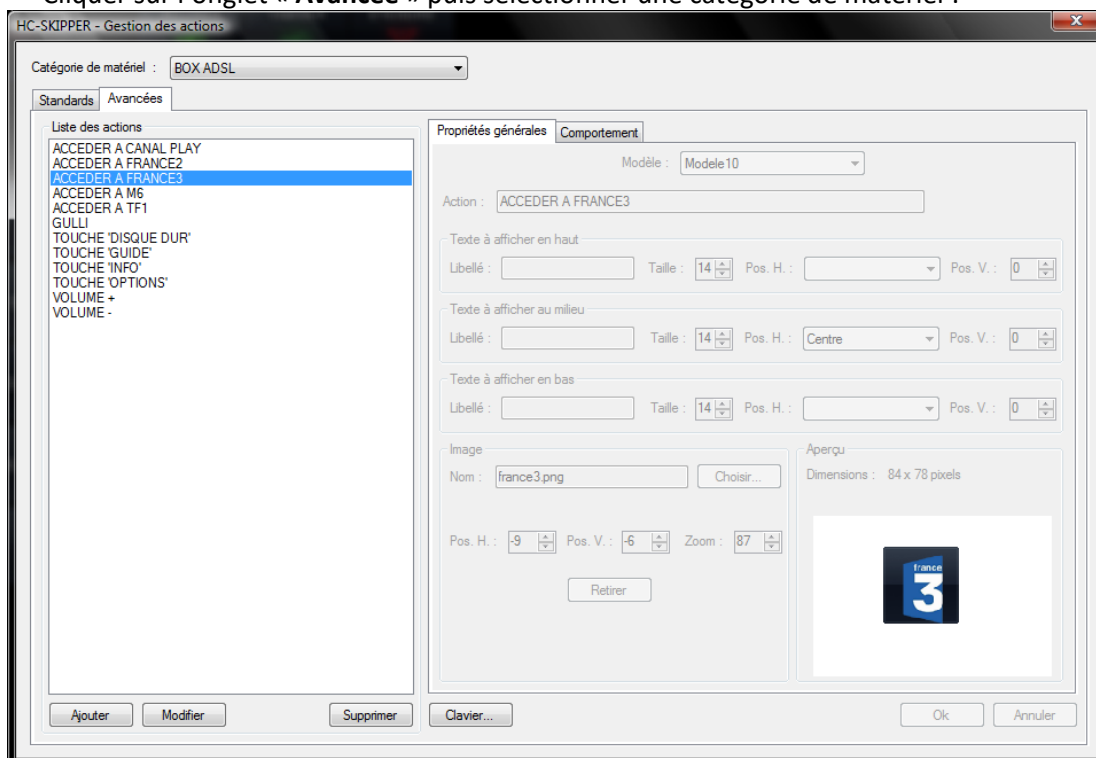 Cliquer sur l'onglet « Avancée » puis sélectionner une catégorie de matériel :
HC-SKIPPER - Gestion des actions
Catégorie de matériel : BOX ADSL
Standards Avancées
Liste des actions
ACCEDER A CANAL PLAY
ACCEDER A FRANCE2
ACCEDER A FRANCE3
ACCEDER A M6
ACCEDER A TF1
GULLI
TOUCHE 'DISQUE DUR'
TOUCHE 'GUIDE'
TOUCHE 'INFO'
TOUCHE 'OPTIONS'
VOLUME +
VOLUME -
Ajouter Modifier Supprimer
Propriétés générales Comportement
Modèle : Modele10
Action : ACCEDER A FRANCE3
Texte à afficher en haut
Libellé : Taille : 14 Pos. H. : Pos. V. : 0
Texte à afficher au milieu
Libellé : Taille : 14 Pos. H. : Centre Pos. V. : 0
Texte à afficher en bas
Libellé : Taille : 14 Pos. H. : Pos. V. : 0
Image
Nom : france3.png Choisir...
Pos. H. : -9 Pos. V. : -6 Zoom : 87
Retirer
Aperçu
Dimensions : 84 x 78 pixels
france
3
Clavier... Ok Annuler